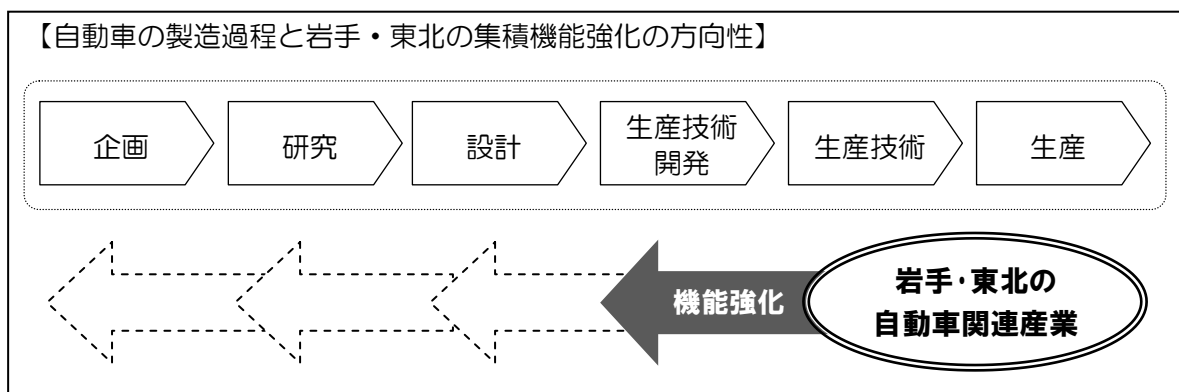 【自動車の製造過程と岩手・東北の集積機能強化の方向性】
企画
研究
設計
生産技術
開発
生産技術
生産
機能強化
岩手・東北の
自動車関連産業